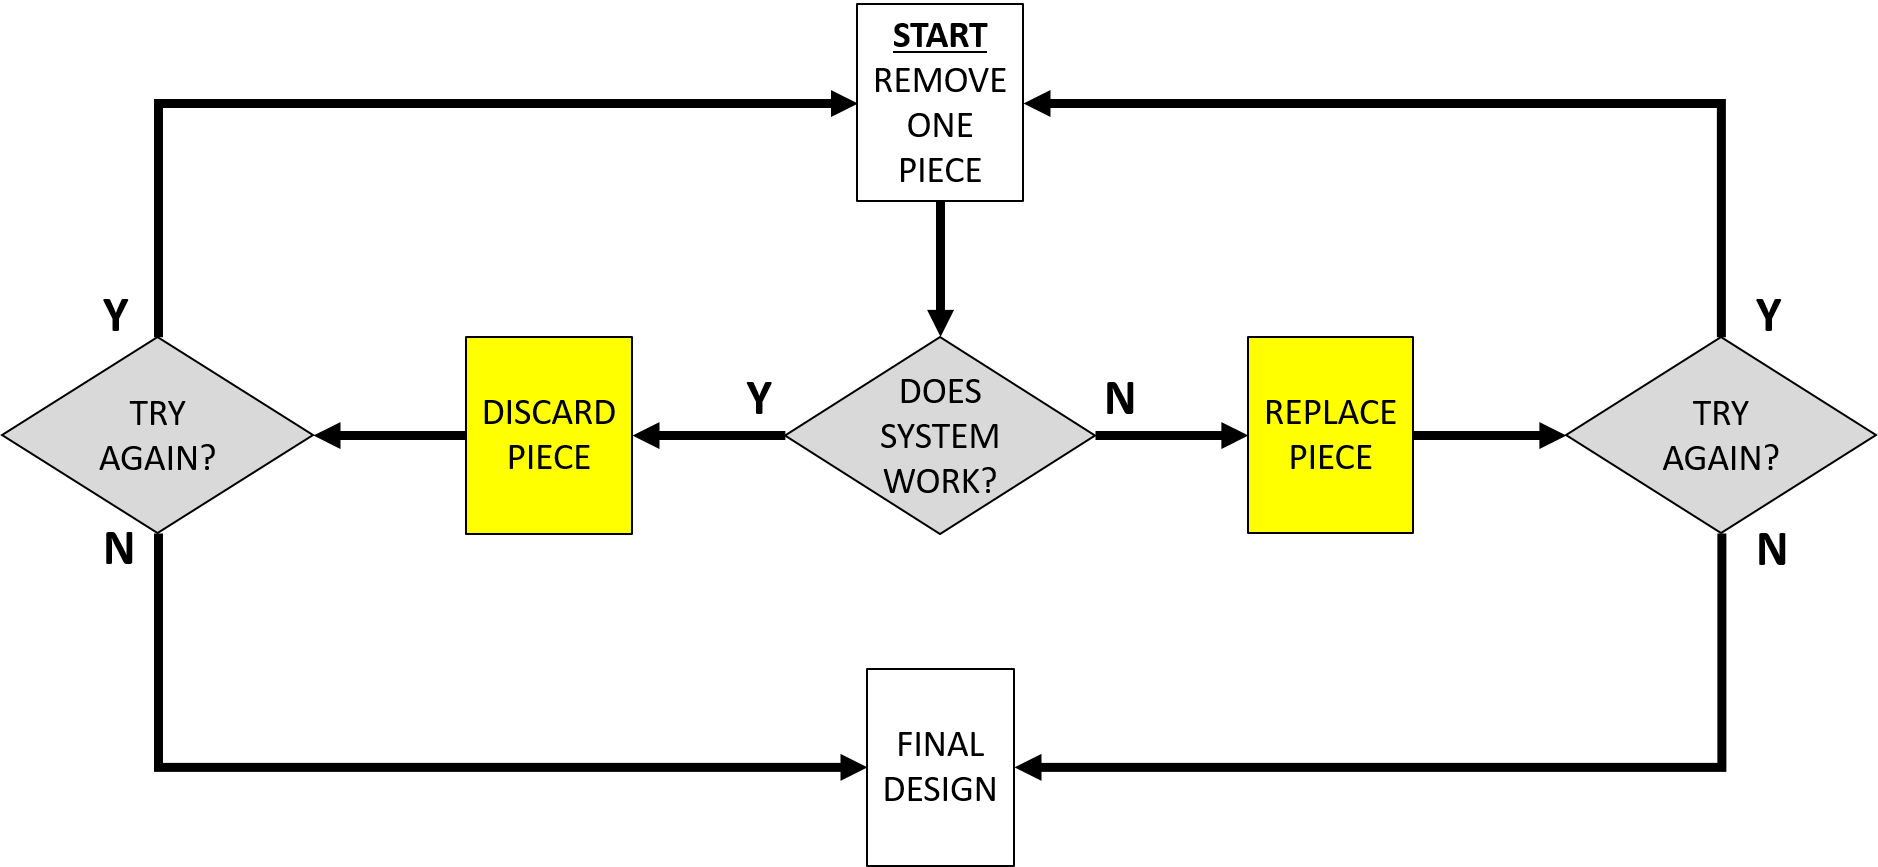 START
REMOVE
ONE
PIECE
Y
TRY
AGAIN?
N
DISCARD
PIECE
Y
DOES
SYSTEM
WORK?
N
REPLACE
PIECE
Y
TRY
AGAIN?
N
FINAL
DESIGN